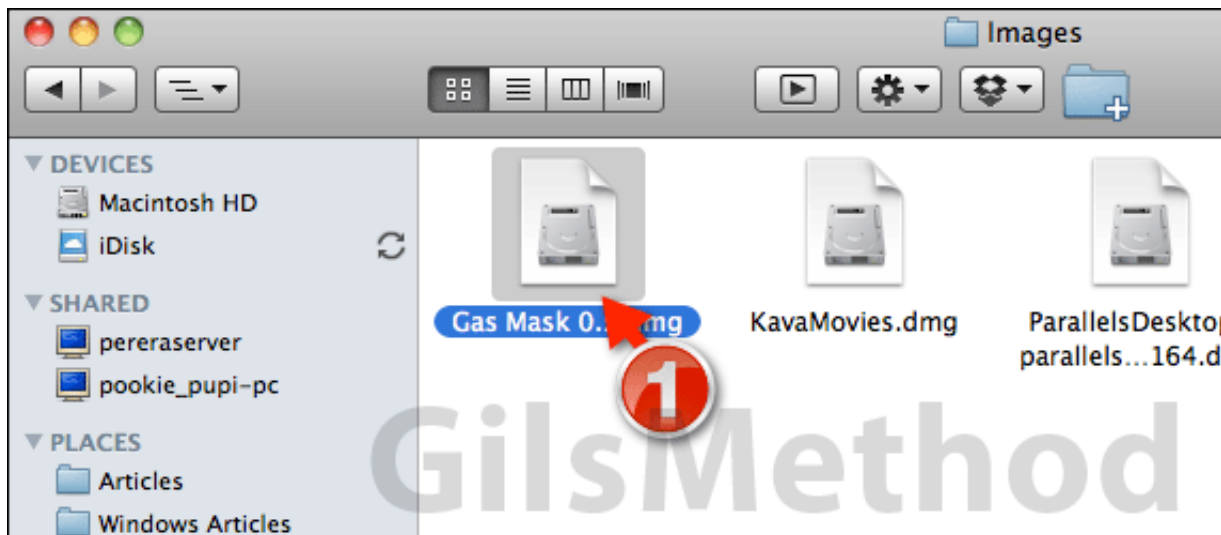 Images
DEVICES
Macintosh HD
iDisk
SHARED
pereraserver
pookie_pupi-pc
PLACES
Articles
Windows Articles
Gas Mask 0. mg
KavaMovies.dmg
ParallelsDesktop
parallels...164.d
1
GilsMethod